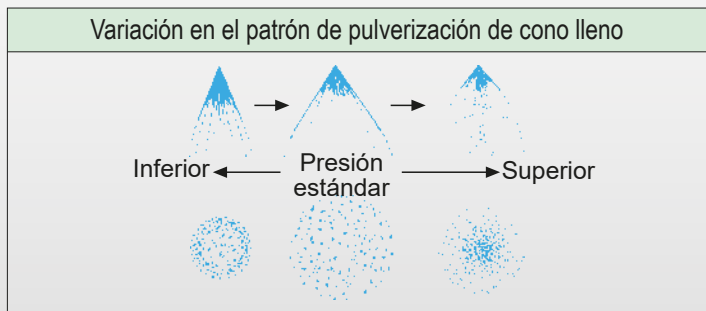 Variación en el patrón de pulverización de cono lleno
Inferior
Presión
estándar
Superior